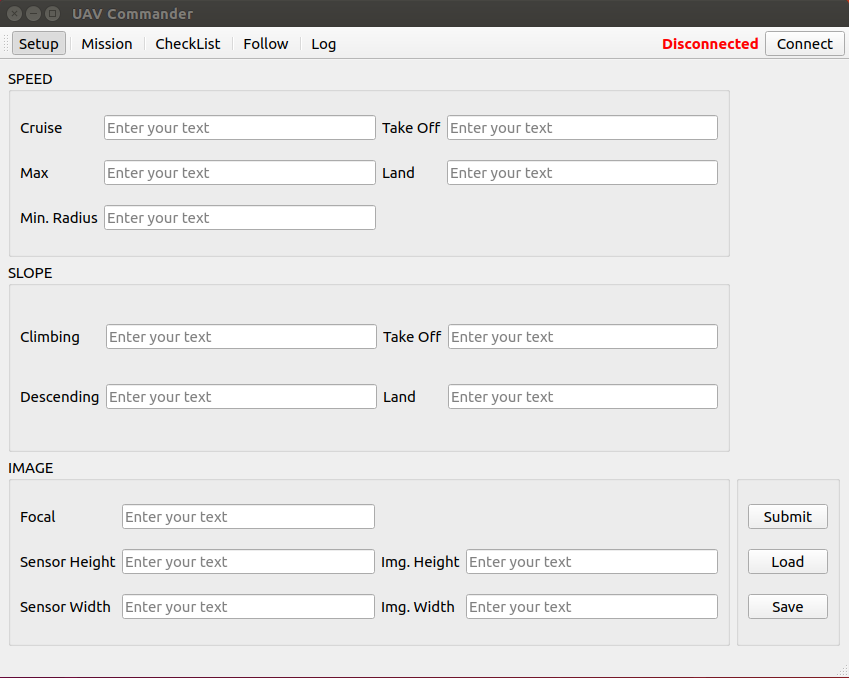 UAV Commander
Setup Mission CheckList Follow Log Disconnected Connect
SPEED
Cruise Enter your text Take Off Enter your text
Max Enter your text Land Enter your text
Min. Radius Enter your text
SLOPE
Climbing Enter your text Take Off Enter your text
Descending Enter your text Land Enter your text
IMAGE
Focal Enter your text Submit
Sensor Height Enter your text Img. Height Enter your text Load
Sensor Width Enter your text Img. Width Enter your text Save